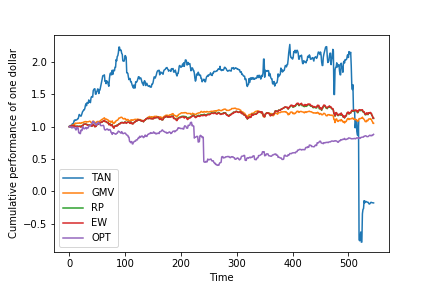 Cumulative performance of one dollar
2.0
1.5
1.0
0.5
0.0
−0.5
TAN
GMV
RP
EW
OPT
0 100 200 300 400 500
Time